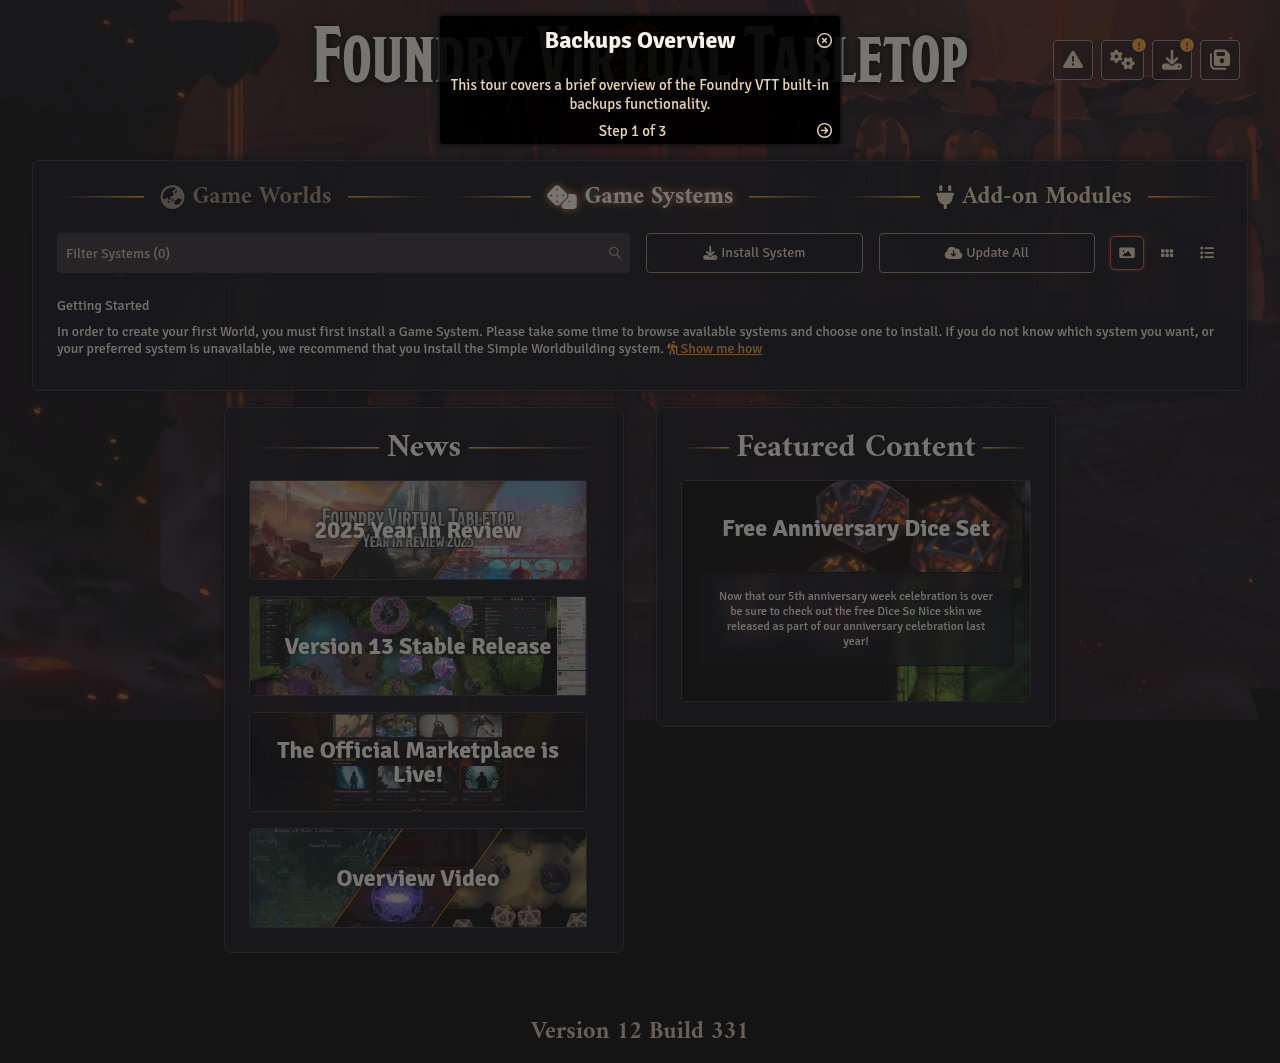 Foundry Virtual Tabletop
Backups Overview
This tour covers a brief overview of the Foundry VTT built-in
backups functionality.
Step 1 of 3
Game Worlds
Game Systems
Add-on Modules
Filter Systems (0)
Install System
Update All
Getting Started
In order to create your first World, you must first install a Game System. Please take some time to browse available systems and choose one to install. If you do not know which system you want, or
your preferred system is unavailable, we recommend that you install the Simple Worldbuilding system. Show me how
News
Foundry Virtual Tabletop
2025 Year in Review
Year in Review 2025
Version 13 Stable Release
The Official Marketplace is
Live!
Overview Video
Featured Content
Free Anniversary Dice Set
Now that our 5th anniversary week celebration is over
be sure to check out the free Dice So Nice skin we
released as part of our anniversary celebration last
year!
Version 12 Build 331